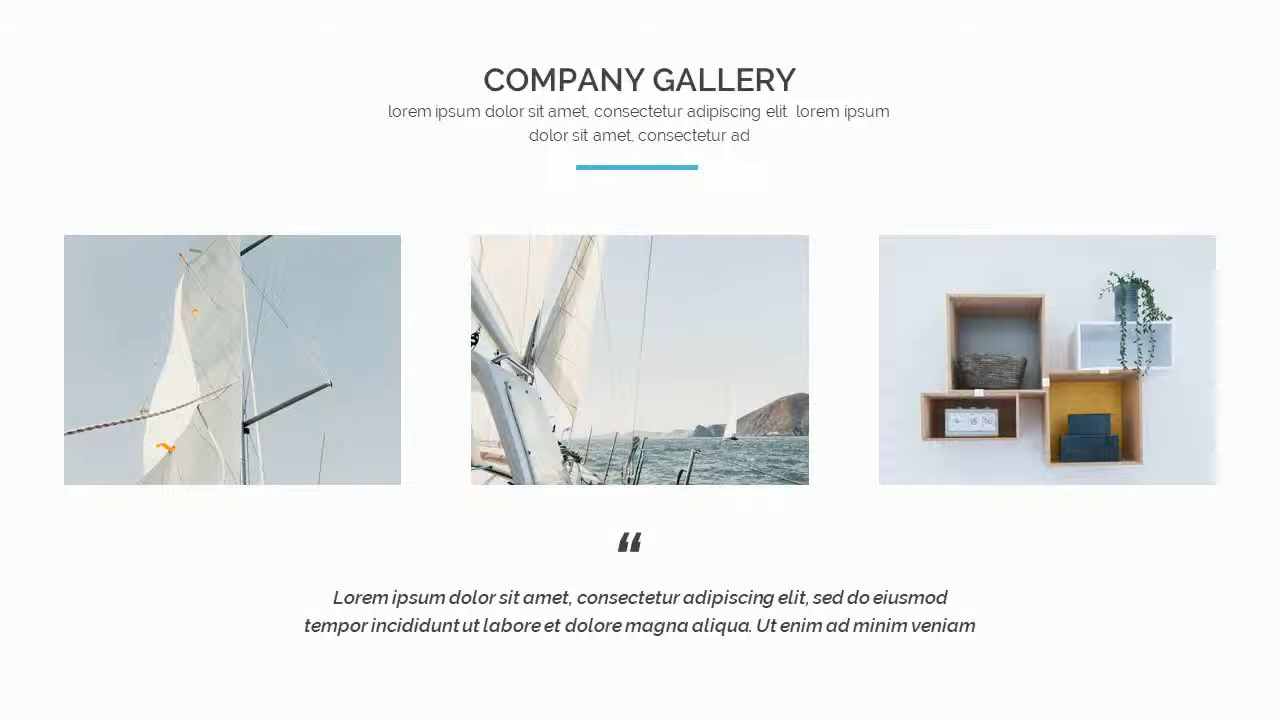 COMPANY GALLERY
lorem ipsum dolor sit amet, consectetur adipiscing elit lorem ipsum
dolor sit amet, consectetur ad
“
Lorem ipsum dolor sit amet, consectetur adipiscing elit, sed do eiusmod
tempor incididunt ut labore et dolore magna aliqua. Ut enim ad minim veniam